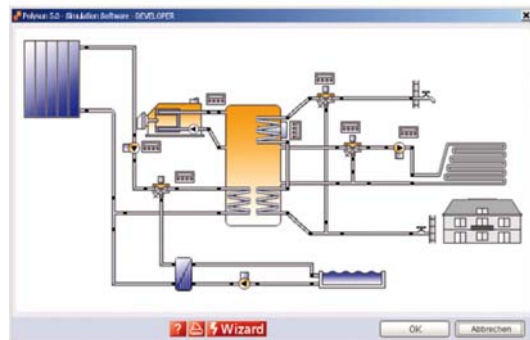 Polysun 5.0 - Simulation Software - DEVELOPER
? Wizard
OK
Abbrechen